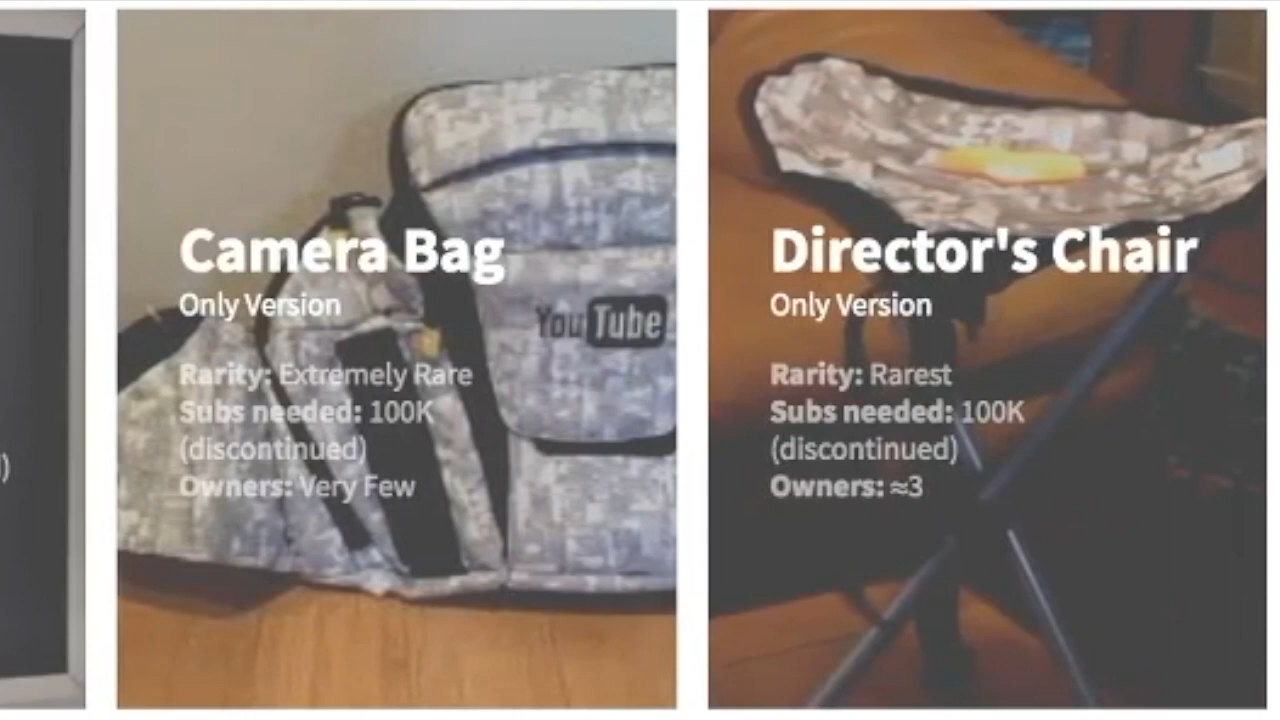 )
Camera Bag
Only Version
Rarity: Extremely Rare
Subs needed: 100K
(discontinued)
Owners: Very Few
YouTube
Director's Chair
Only Version
Rarity: Rarest
Subs needed: 100K
(discontinued)
Owners: ≈3